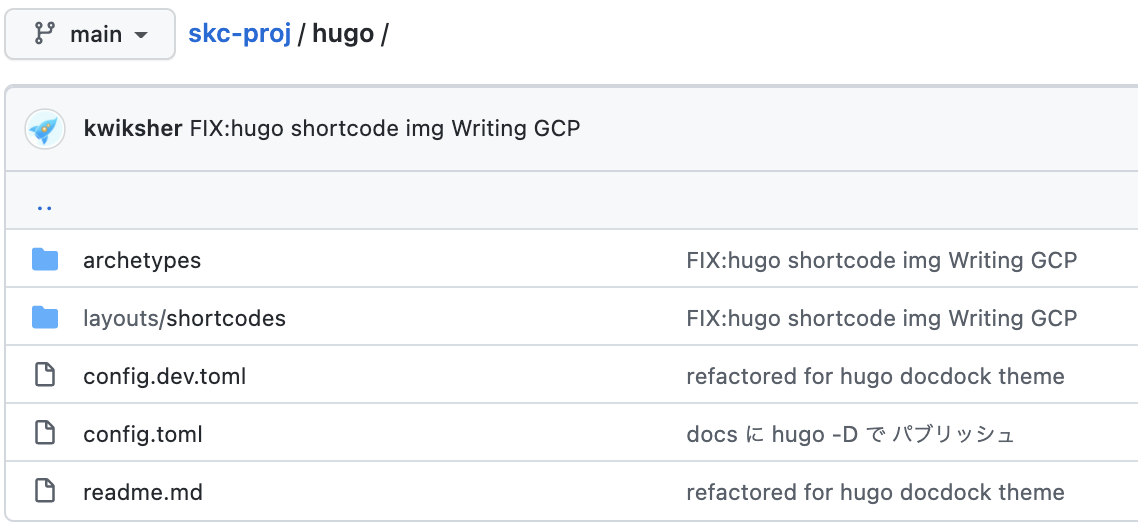 main skc-proj / hugo /
kwiksher FIX:hugo shortcode img Writing GCP
..
archetypes FIX:hugo shortcode img Writing GCP
layouts/shortcodes FIX:hugo shortcode img Writing GCP
config.dev.toml refactored for hugo docdock theme
config.toml docs に hugo -D で パブリッシュ
readme.md refactored for hugo docdock theme